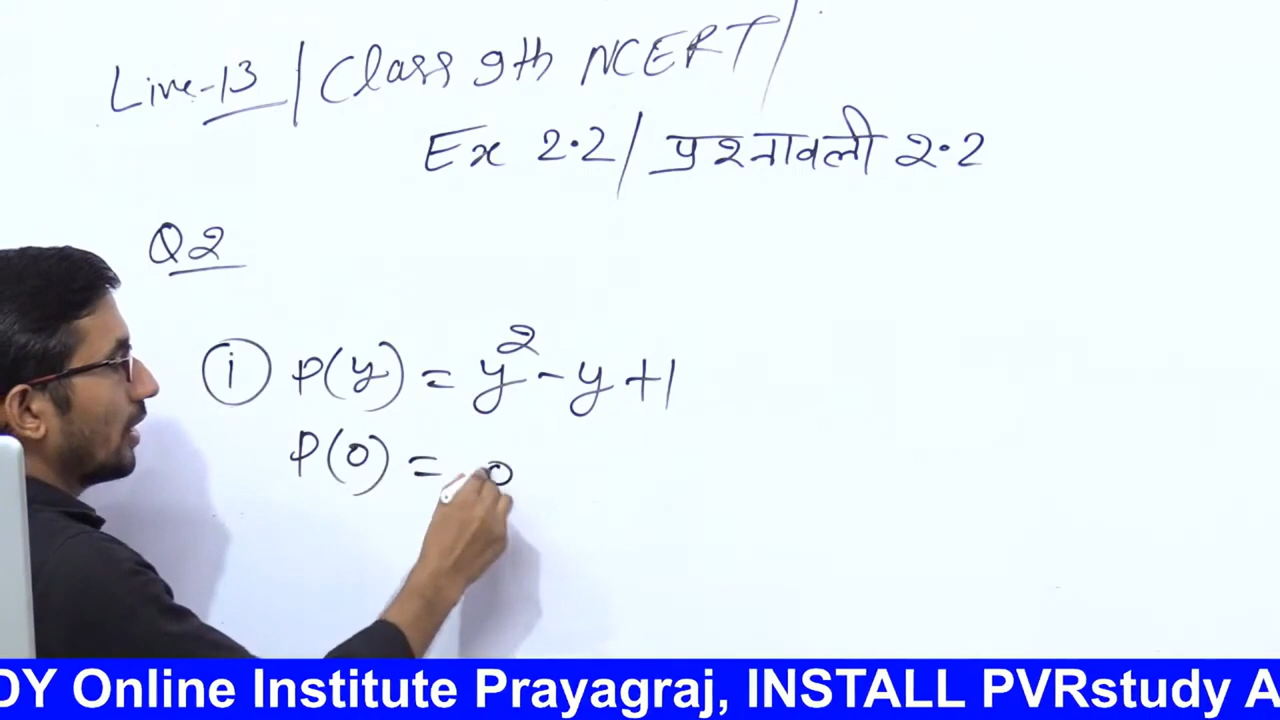 Live-13 / Class 9th NCERT /
Ex 2.2 / प्रश्नावली 2.2
Q2
i P(y) = y² - y + 1
P(0) = 0
DY Online Institute Prayagraj, INSTALL PVRstudy A